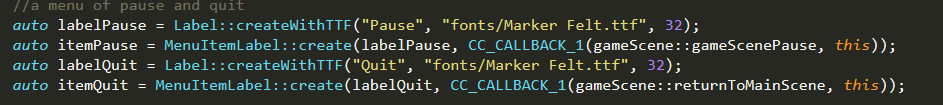 //a menu of pause and quit
auto labelPause = Label::createWithTTF("Pause", "fonts/Marker Felt.ttf", 32);
auto itemPause = MenuItemLabel::create(labelPause, CC_CALLBACK_1(gameScene::gameScenePause, this));
auto labelQuit = Label::createWithTTF("Quit", "fonts/Marker Felt.ttf", 32);
auto itemQuit = MenuItemLabel::create(labelQuit, CC_CALLBACK_1(gameScene::returnToMainScene, this));